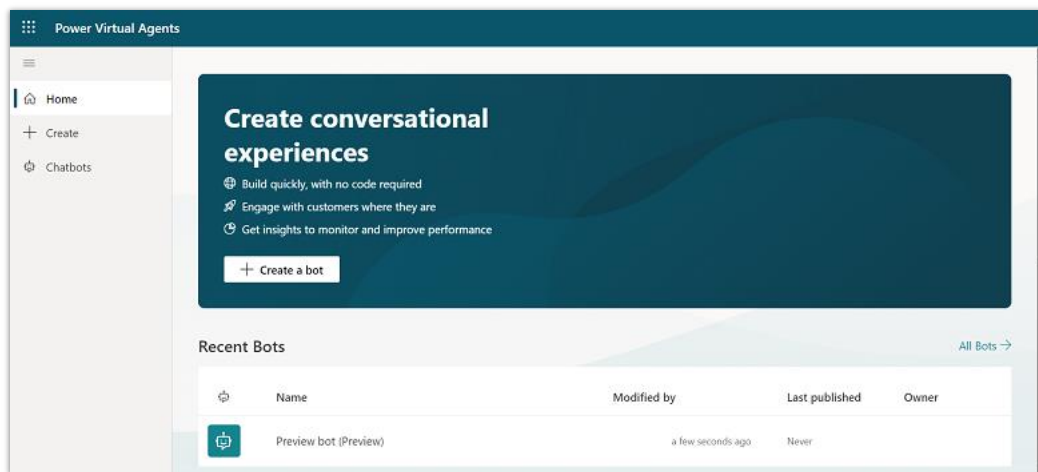 Power Virtual Agents
Home
Create
Chatbots
Create conversational
experiences
Build quickly, with no code required
Engage with customers where they are
Get insights to monitor and improve performance
Create a bot
Recent Bots
All Bots
Name Modified by Last published Owner
Preview bot (Preview) a few seconds ago Never